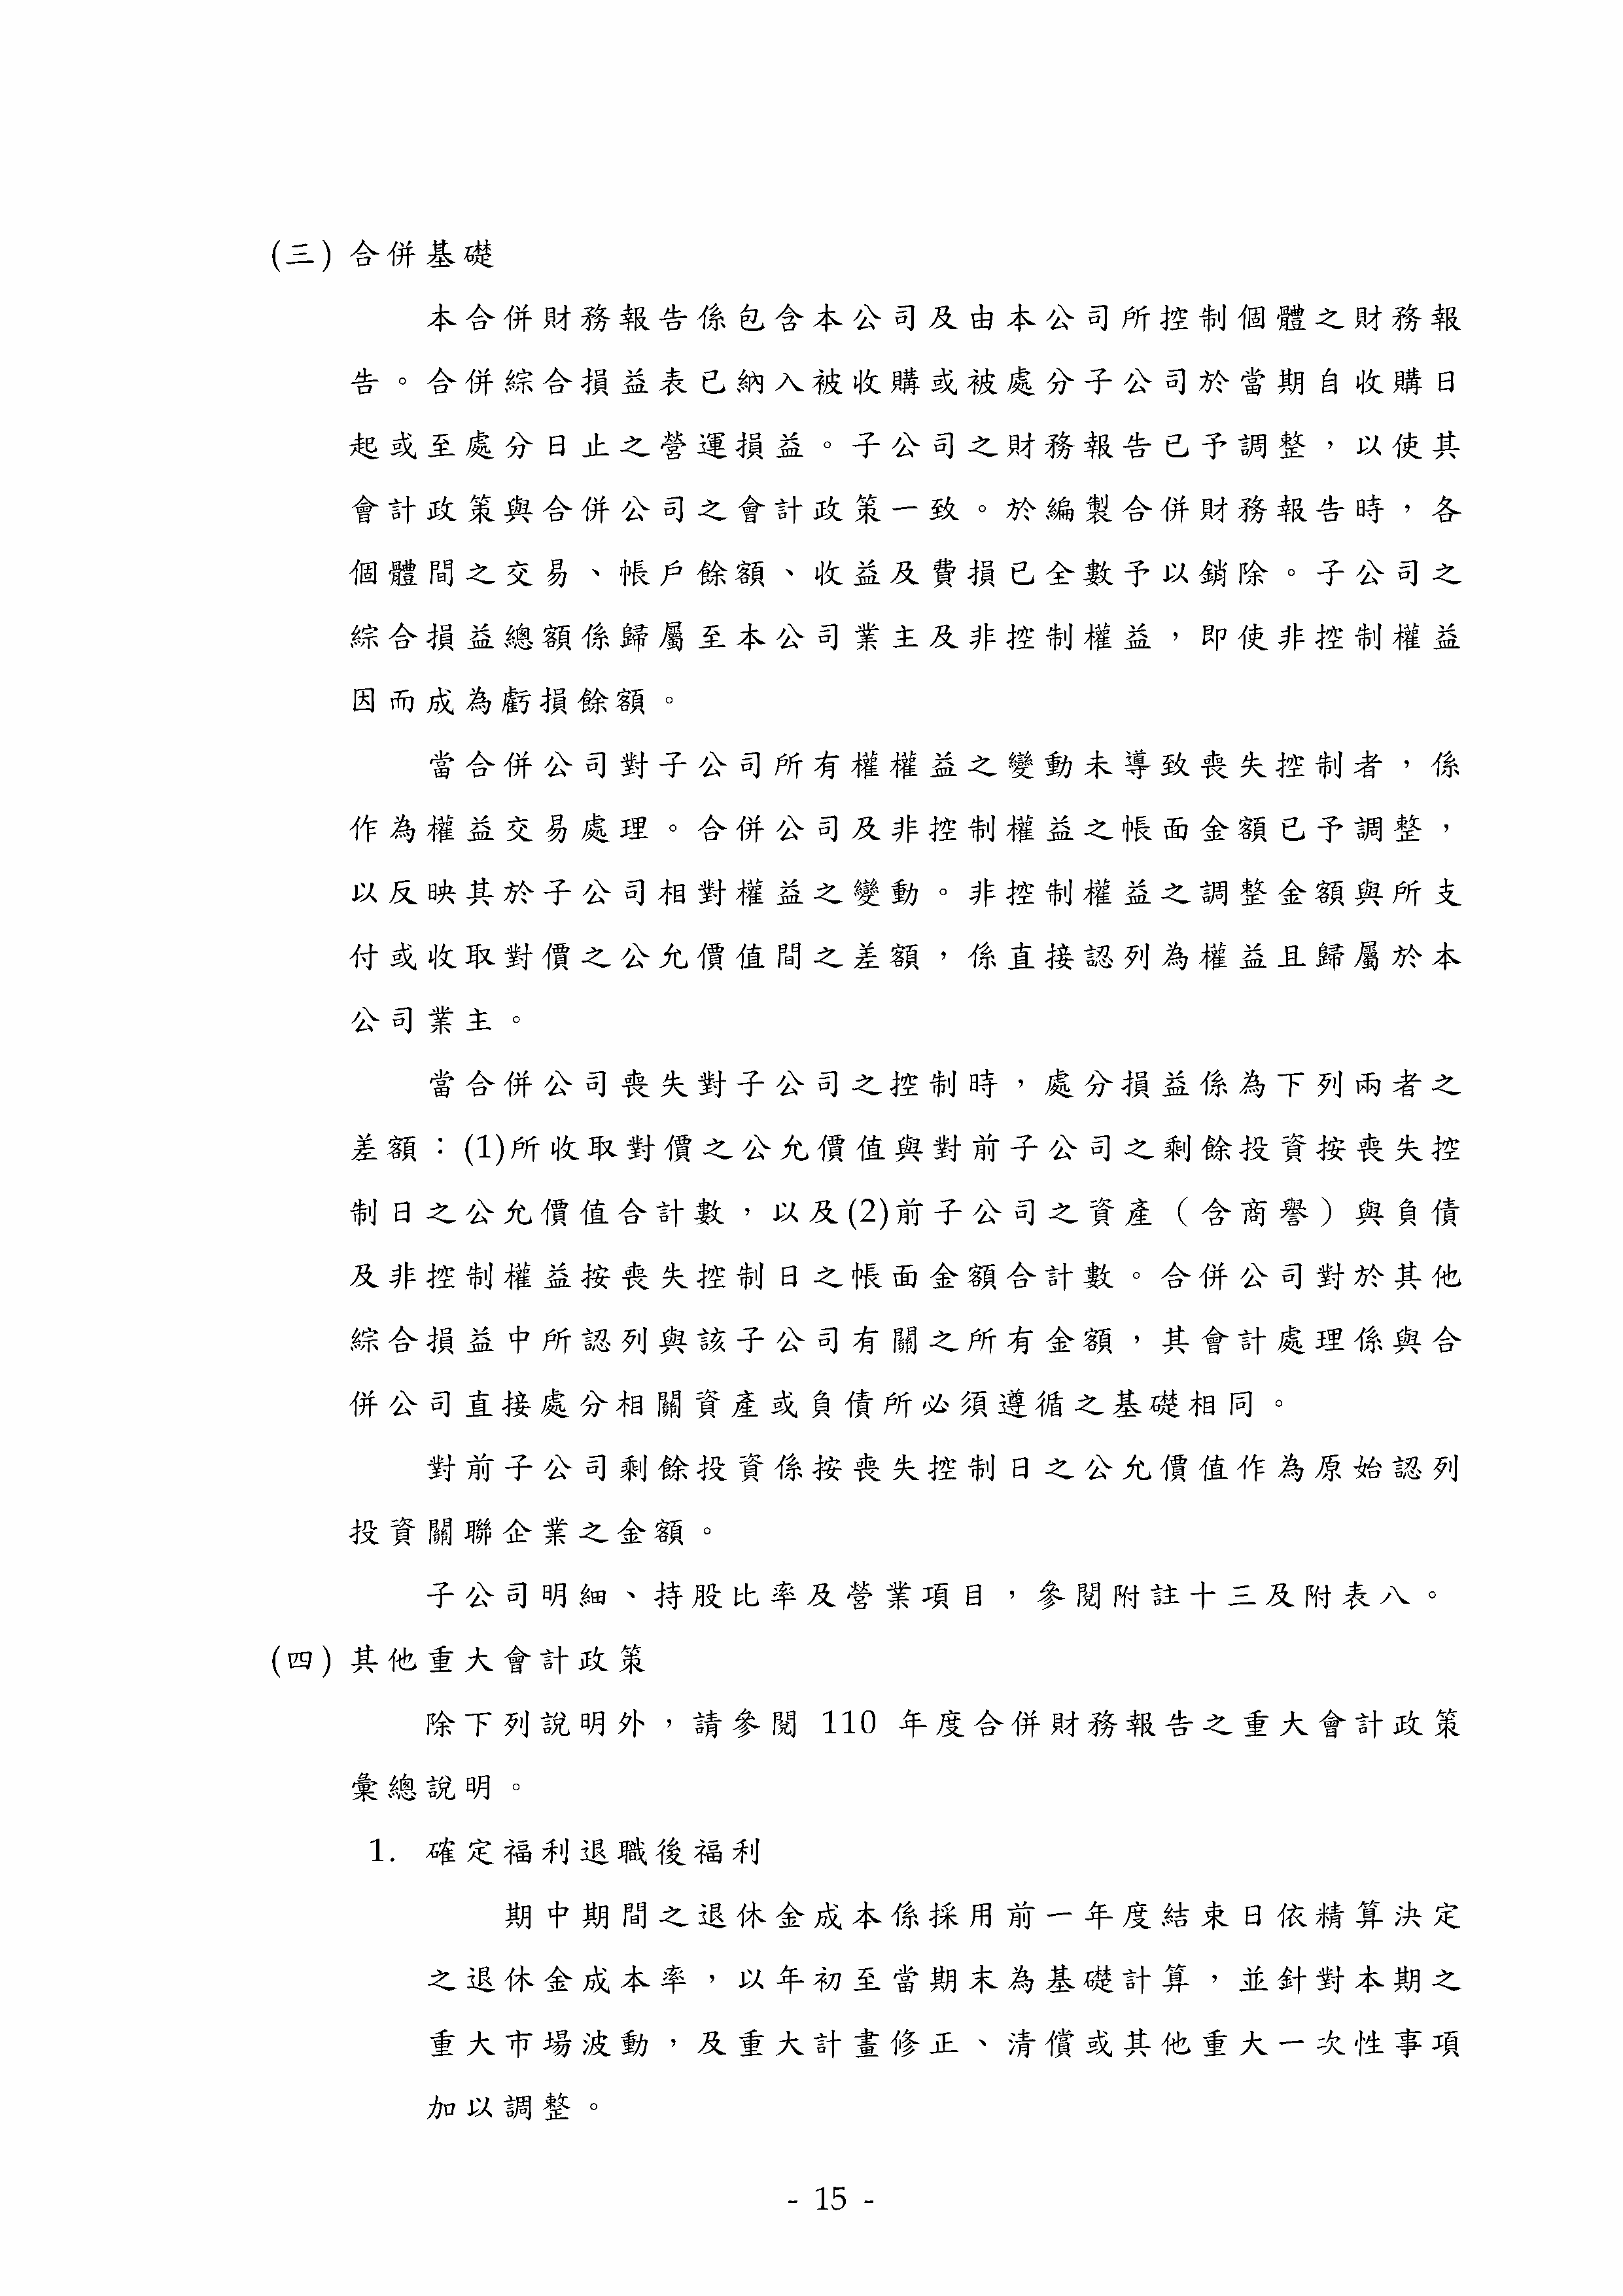 (三) 合併基礎
本合併財務報告係包含本公司及由本公司所控制個體之財務報
告。合併綜合損益表已納入被收購或被處分子公司於當期自收購日
起或至處分日止之營運損益。子公司之財務報告已予調整，以使其
會計政策與合併公司之會計政策一致。於編製合併財務報告時，各
個體間之交易、帳戶餘額、收益及費損已全數予以銷除。子公司之
綜合損益總額係歸屬至本公司業主及非控制權益，即使非控制權益
因而成為虧損餘額。
當合併公司對子公司所有權權益之變動未導致喪失控制者，係
作為權益交易處理。合併公司及非控制權益之帳面金額已予調整，
以反映其於子公司相對權益之變動。非控制權益之調整金額與所支
付或收取對價之公允價值間之差額，係直接認列為權益且歸屬於本
公司業主。
當合併公司喪失對子公司之控制時，處分損益係為下列兩者之
差額：(1)所收取對價之公允價值與對前子公司之剩餘投資按喪失控
制日之公允價值合計數，以及(2)前子公司之資產（含商譽）與負債
及非控制權益按喪失控制日之帳面金額合計數。合併公司對於其他
綜合損益中所認列與該子公司有關之所有金額，其會計處理係與合
併公司直接處分相關資產或負債所必須遵循之基礎相同。
對前子公司剩餘投資係按喪失控制日之公允價值作為原始認列
投資關聯企業之金額。
子公司明細、持股比率及營業項目，參閱附註十三及附表八。
(四) 其他重大會計政策
除下列說明外，請參閱 110 年度合併財務報告之重大會計政策
彙總說明。
1. 確定福利退職後福利
期中期間之退休金成本係採用前一年度結束日依精算決定
之退休金成本率，以年初至當期末為基礎計算，並針對本期之
重大市場波動，及重大計畫修正、清償或其他重大一次性事項
加以調整。
- 15 -